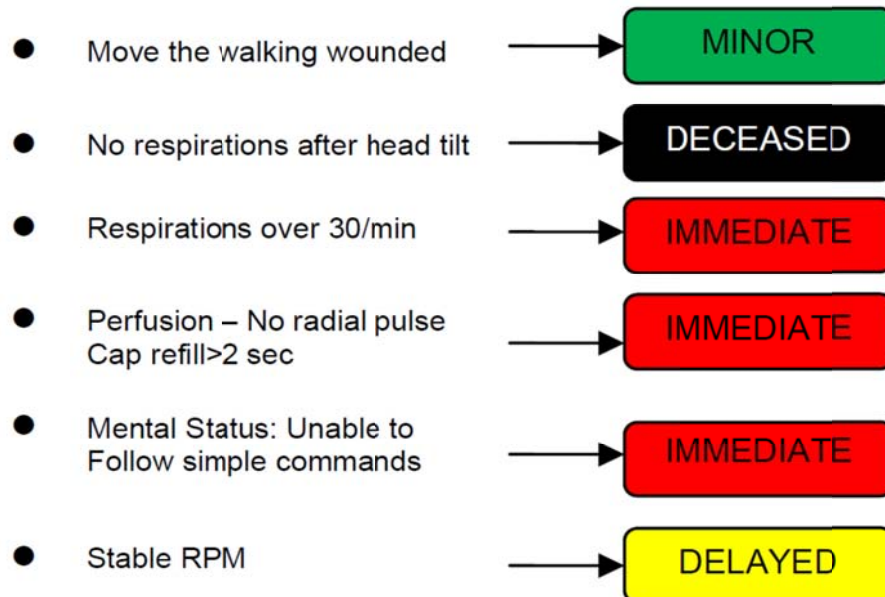 Move the walking wounded
MINOR
No respirations after head tilt
DECEASED
Respirations over 30/min
IMMEDIATE
Perfusion – No radial pulse
Cap refill>2 sec
IMMEDIATE
Mental Status: Unable to
Follow simple commands
IMMEDIATE
Stable RPM
DELAYED